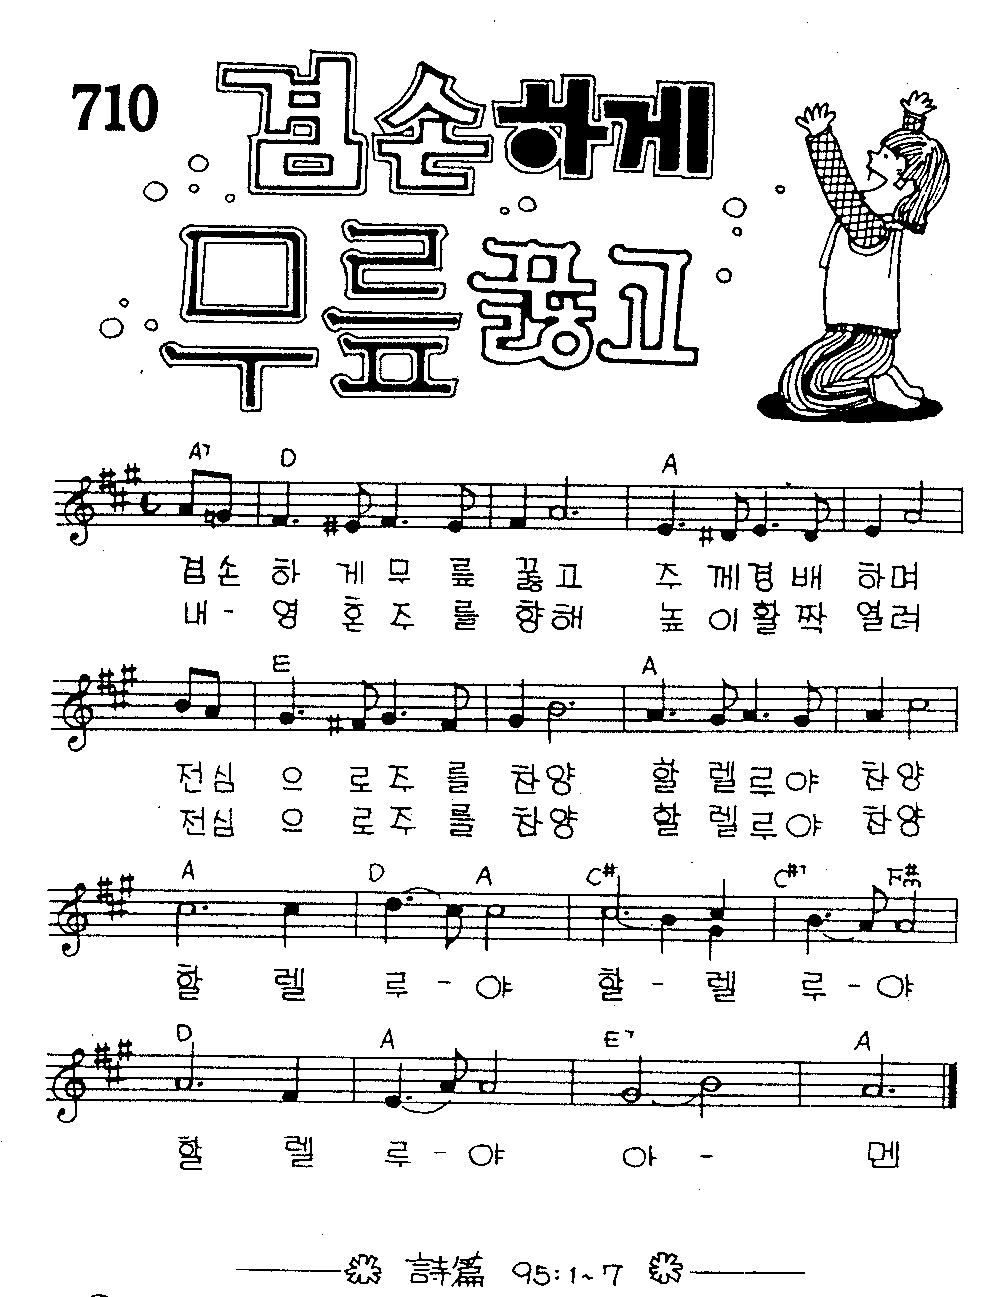 710
겸손하게
무릎꿇고
A7 D A
겸손 하 게 무 릎 꿇고 주 께경 배 하며
내- 영 혼 주 를 향해 높 이활 짝 열려
E A
전심 으 로 주 를 찬양 할 렐루야 찬양
전심 으 로 주 를 찬양 할 렐루야 찬양
A D A C# C#7 F#m
할 렐 루-야 할-렐 루-야
D A E7 A
할 렐 루-야 아- 멘
詩篇 95:1~7